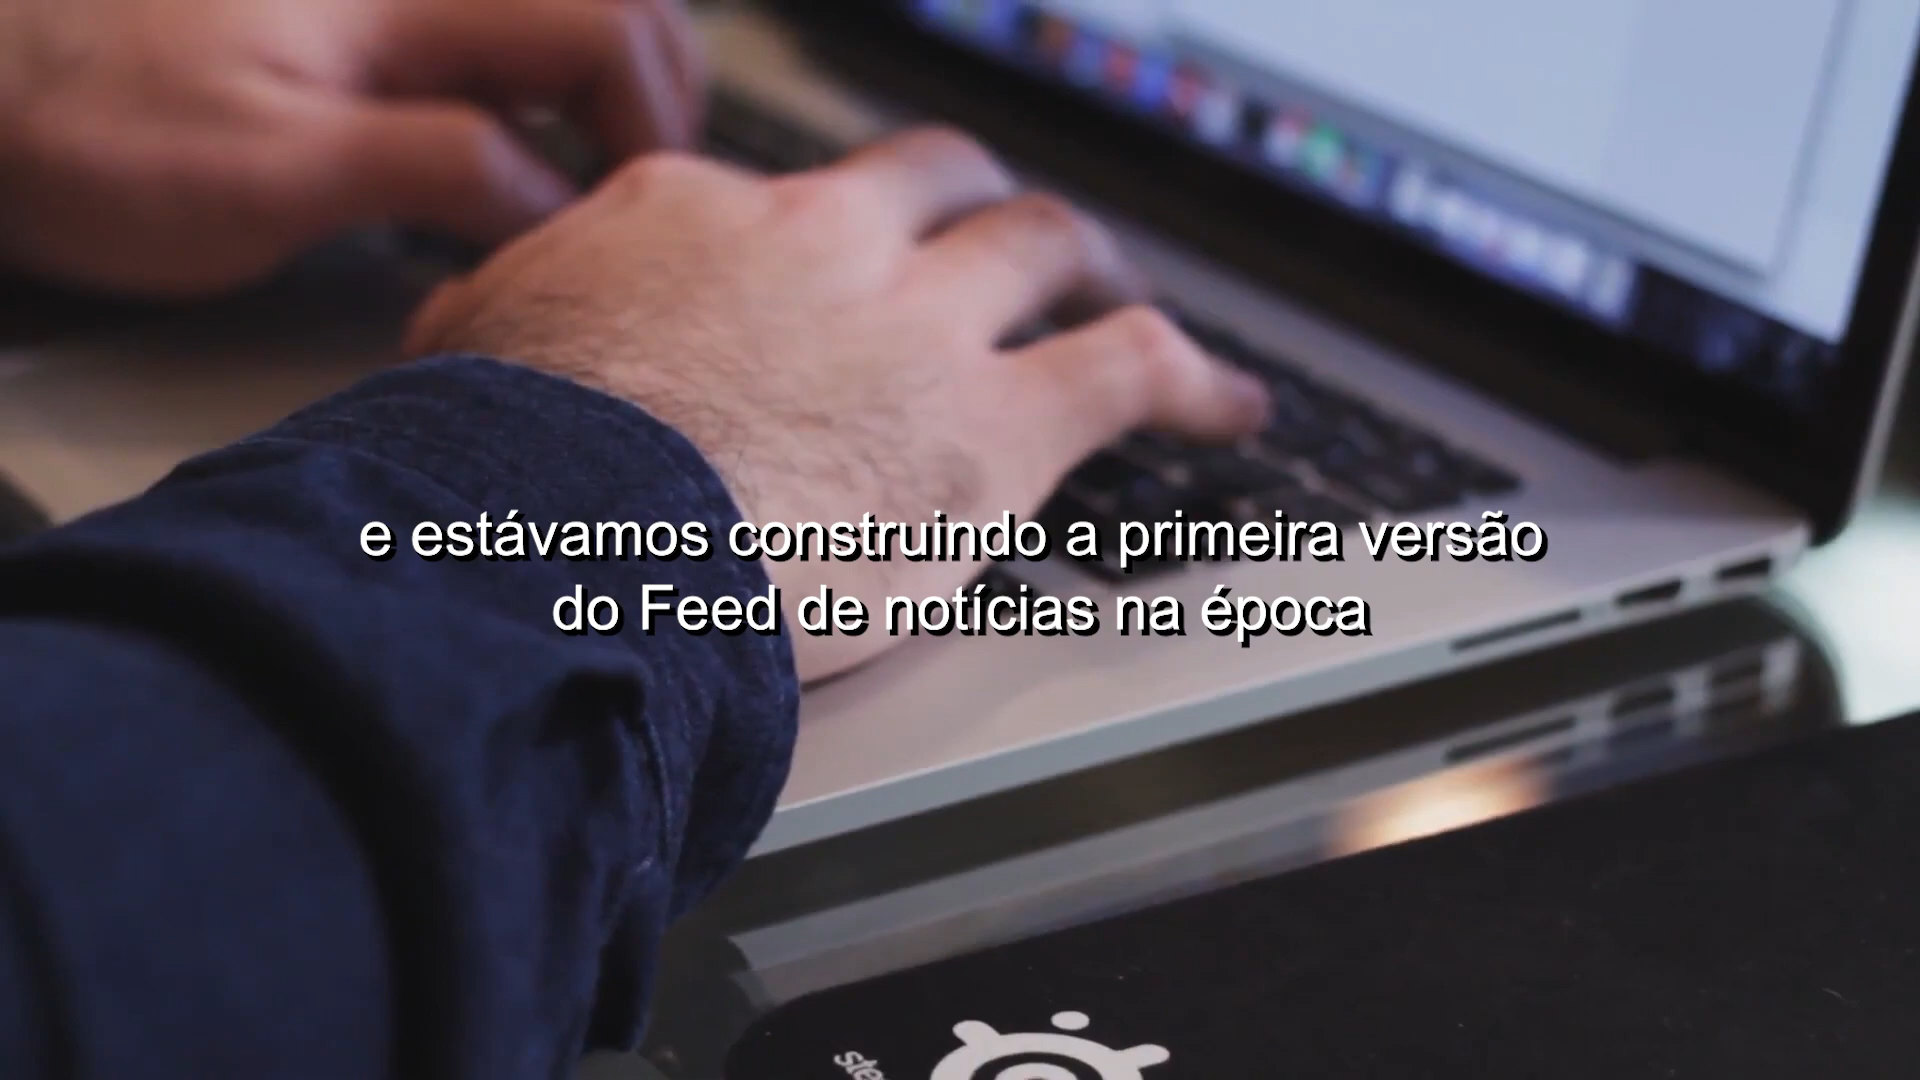 e estávamos construindo a primeira versão
do Feed de notícias na época